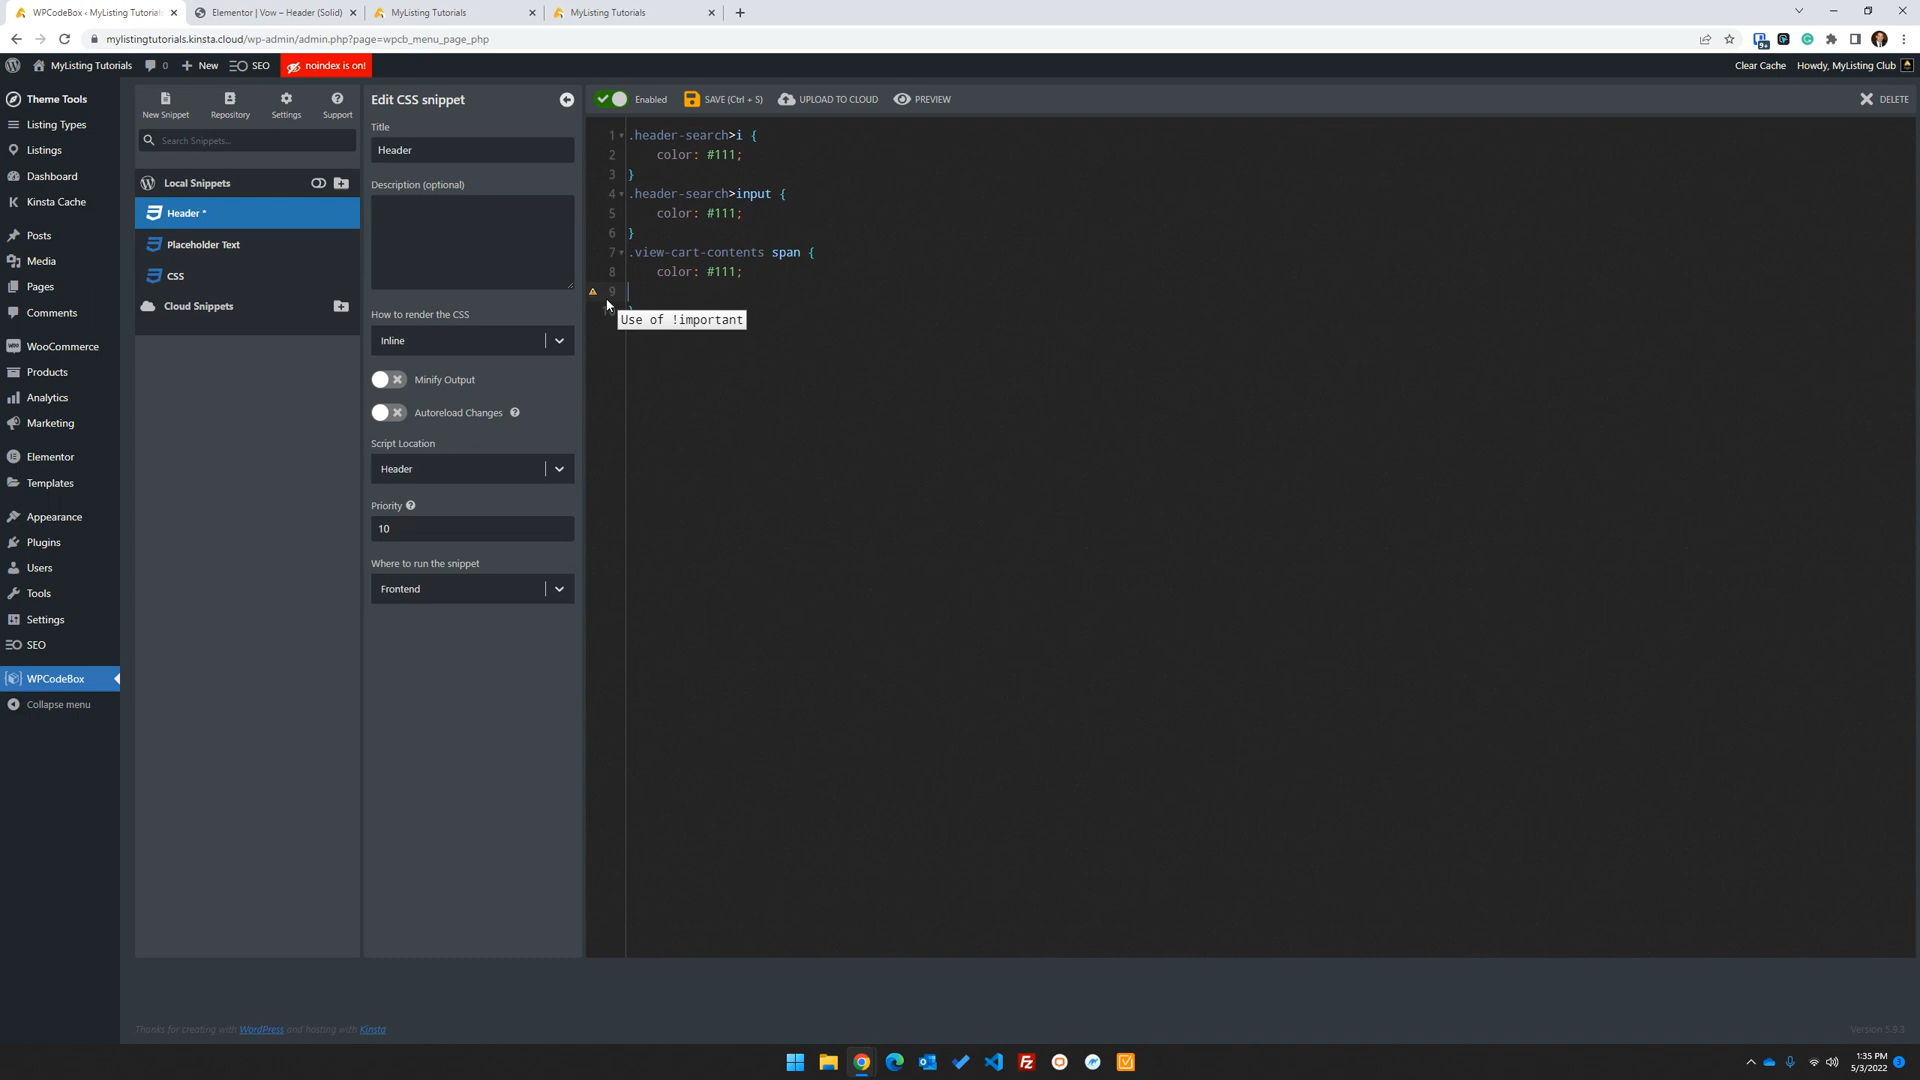 WPCodeBox ‹ MyListing Tutorials
Elementor | Vow – Header (Solid)
MyListing Tutorials
MyListing Tutorials
mylistingtutorials.kinsta.cloud/wp-admin/admin.php?page=wpcb_menu_page_php
9+
MyListing Tutorials
0
New
SEO
noindex is on!
Clear Cache
Howdy, MyListing Club
Theme Tools
Listing Types
Listings
Dashboard
Kinsta Cache
Posts
Media
Pages
Comments
WooCommerce
Products
Analytics
Marketing
Elementor
Templates
Appearance
Plugins
Users
Tools
Settings
SEO
WPCodeBox
Collapse menu
New Snippet
Repository
Settings
Support
Search Snippets...
Local Snippets
Header *
Placeholder Text
CSS
Cloud Snippets
Edit CSS snippet
Title
Header
Description (optional)
How to render the CSS
Inline
Minify Output
Autoreload Changes
Script Location
Header
Priority
10
Where to run the snippet
Frontend
Enabled
SAVE (Ctrl + S)
UPLOAD TO CLOUD
PREVIEW
DELETE
1 .header-search>i {
2 color: #111;
3 }
4 .header-search>input {
5 color: #111;
6 }
7 .view-cart-contents span {
8 color: #111;
9
Use of !important
Thanks for creating with WordPress and hosting with Kinsta
Version 5.9.3
1:35 PM
5/3/2022
3